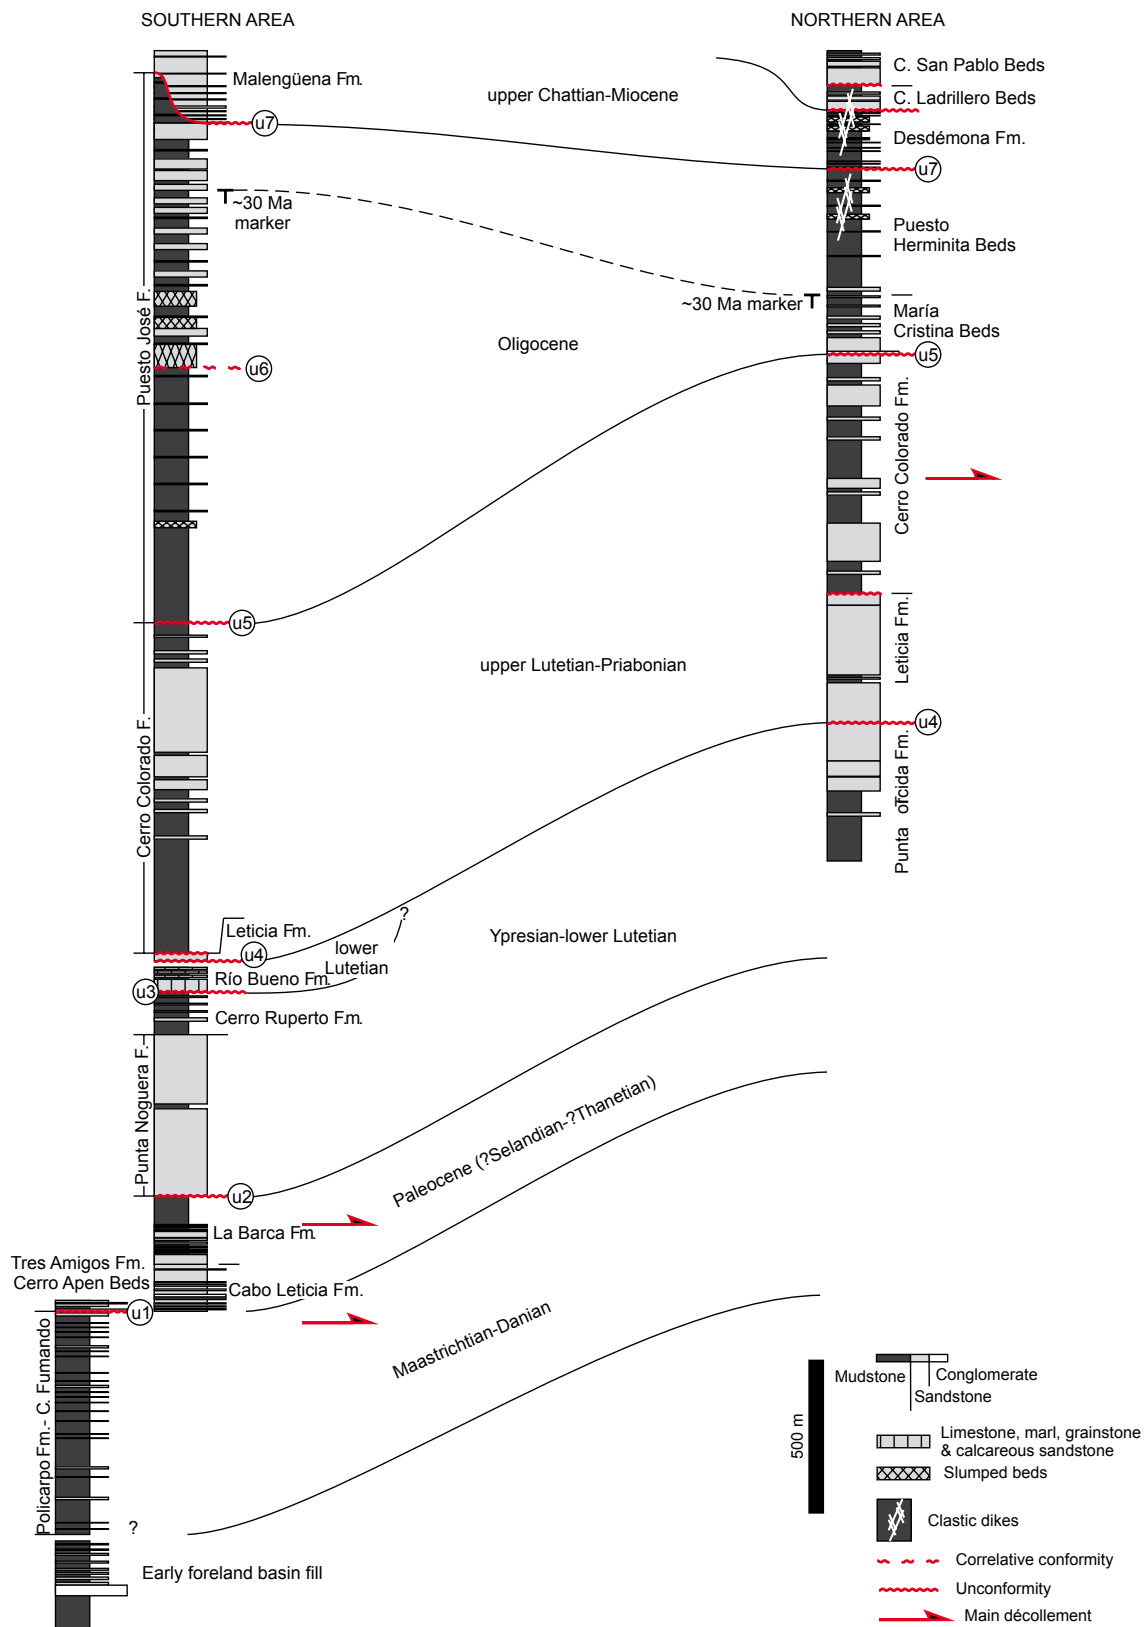 SOUTHERN AREA
NORTHERN AREA
Malengüena Fm.
u7
upper Chattian-Miocene
C. San Pablo Beds
C. Ladrillero Beds
Desdémona Fm.
u7
~30 Ma
marker
Puesto
Herminita Beds
~30 Ma marker
María
Cristina Beds
Puesto José F.
Oligocene
u6
u5
Cerro Colorado Fm.
u5
upper Lutetian-Priabonian
Leticia Fm.
u4
Cerro Colorado F.
Punta orcida Fm.
T
Leticia Fm.
u4
?
lower
Lutetian
Ypresian-lower Lutetian
Río Bueno Fm.
u3
Cerro Ruperto F.m.
Punta Noguera F.
u2
Paleocene (?Selandian-?Thanetian)
La Barca Fm.
Tres Amigos Fm.
Cerro Apen Beds
Cabo Leticia Fm.
u1
Maastrichtian-Danian
Policarpo Fm.- C. Fumando
?
Early foreland basin fill
500 m
Mudstone
Conglomerate
Sandstone
Limestone, marl, grainstone
& calcareous sandstone
Slumped beds
Clastic dikes
Correlative conformity
Unconformity
Main décollement